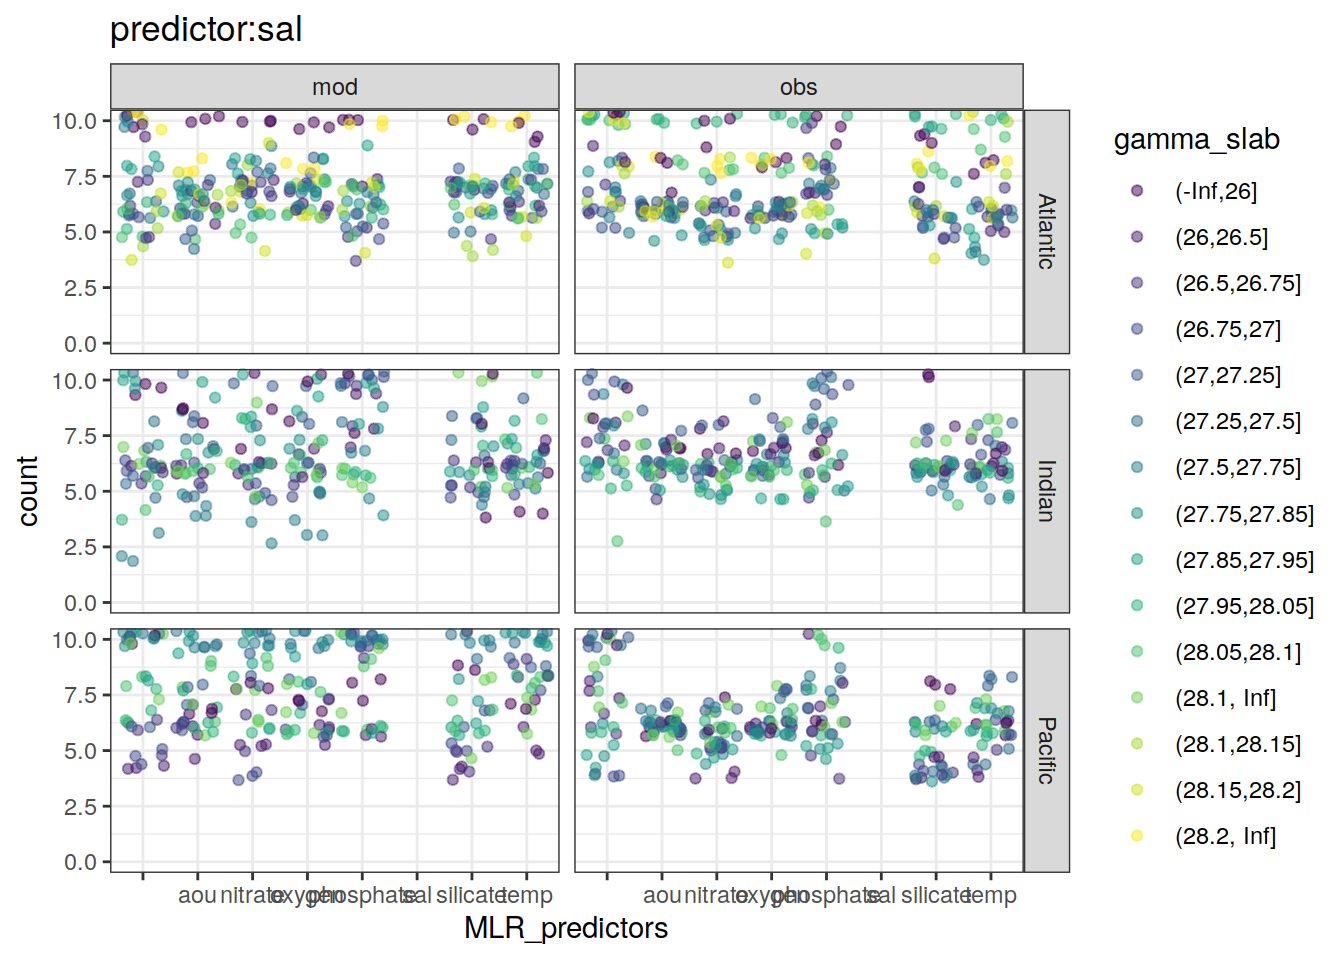 predictor:sal
mod
obs
10.0
7.5
5.0
2.5
0.0
Atlantic
10.0
7.5
5.0
2.5
0.0
Indian
10.0
7.5
5.0
2.5
0.0
Pacific
count
aou nitrate oxygen phosphate sal silicate temp
aou nitrate oxygen phosphate sal silicate temp
MLR_predictors
gamma_slab
(-Inf,26]
(26,26.5]
(26.5,26.75]
(26.75,27]
(27,27.25]
(27.25,27.5]
(27.5,27.75]
(27.75,27.85]
(27.85,27.95]
(27.95,28.05]
(28.05,28.1]
(28.1, Inf]
(28.1,28.15]
(28.15,28.2]
(28.2, Inf]